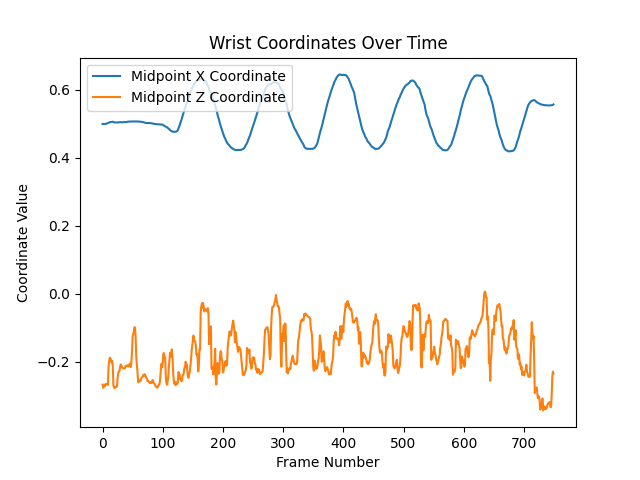 Wrist Coordinates Over Time
Midpoint X Coordinate
Midpoint Z Coordinate
Coordinate Value
0.6
0.4
0.2
0.0
−0.2
0 100 200 300 400 500 600 700
Frame Number